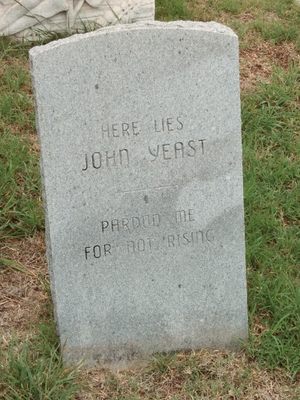 HERE LIES
JOHN YEAST
PARDON ME
FOR NOT RISING